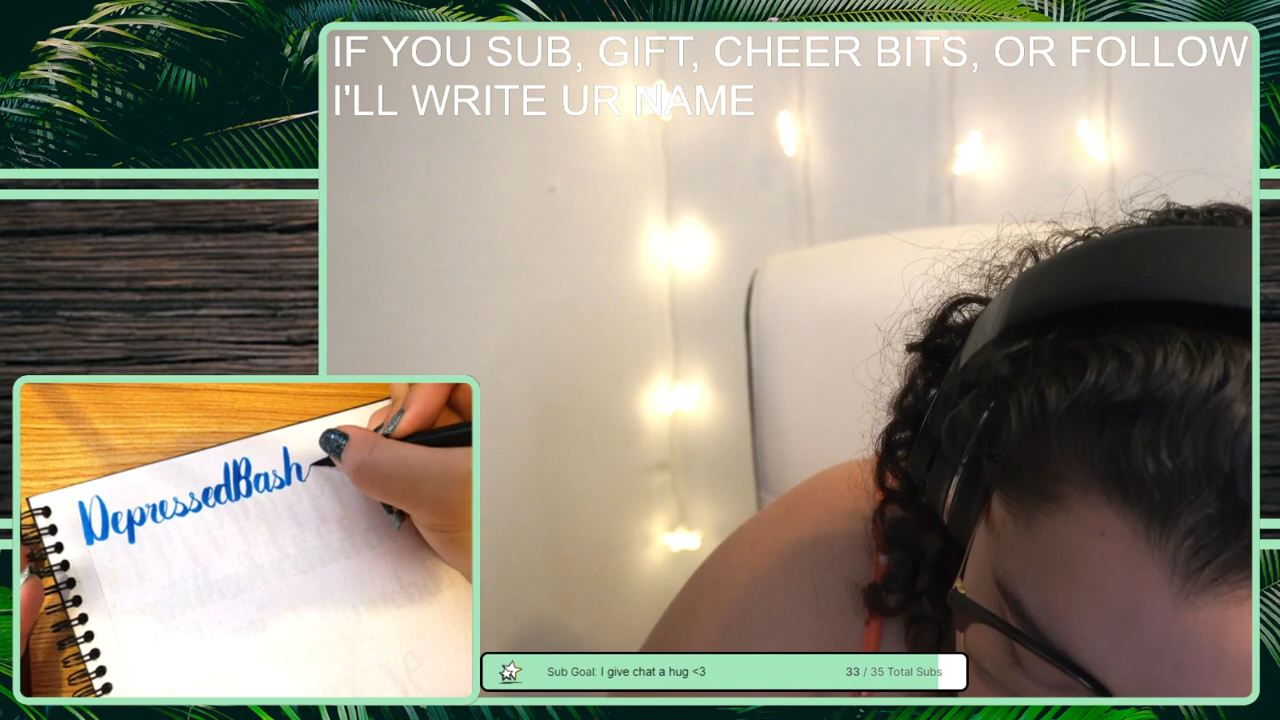 IF YOU SUB, GIFT, CHEER BITS, OR FOLLOW
I'LL WRITE UR NAME
DepressedBash
Sub Goal: I give chat a hug <3 33 / 35 Total Subs